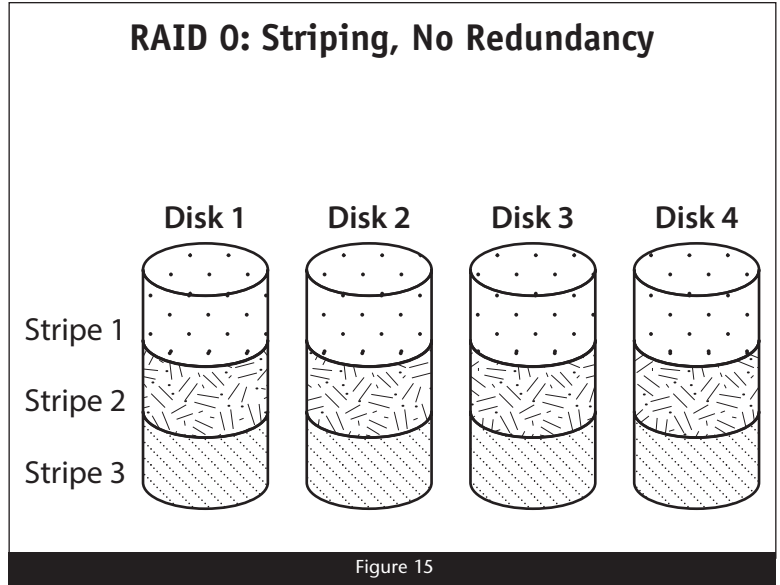 RAID 0: Striping, No Redundancy
Disk 1 Disk 2 Disk 3 Disk 4
Stripe 1
Stripe 2
Stripe 3
Figure 15